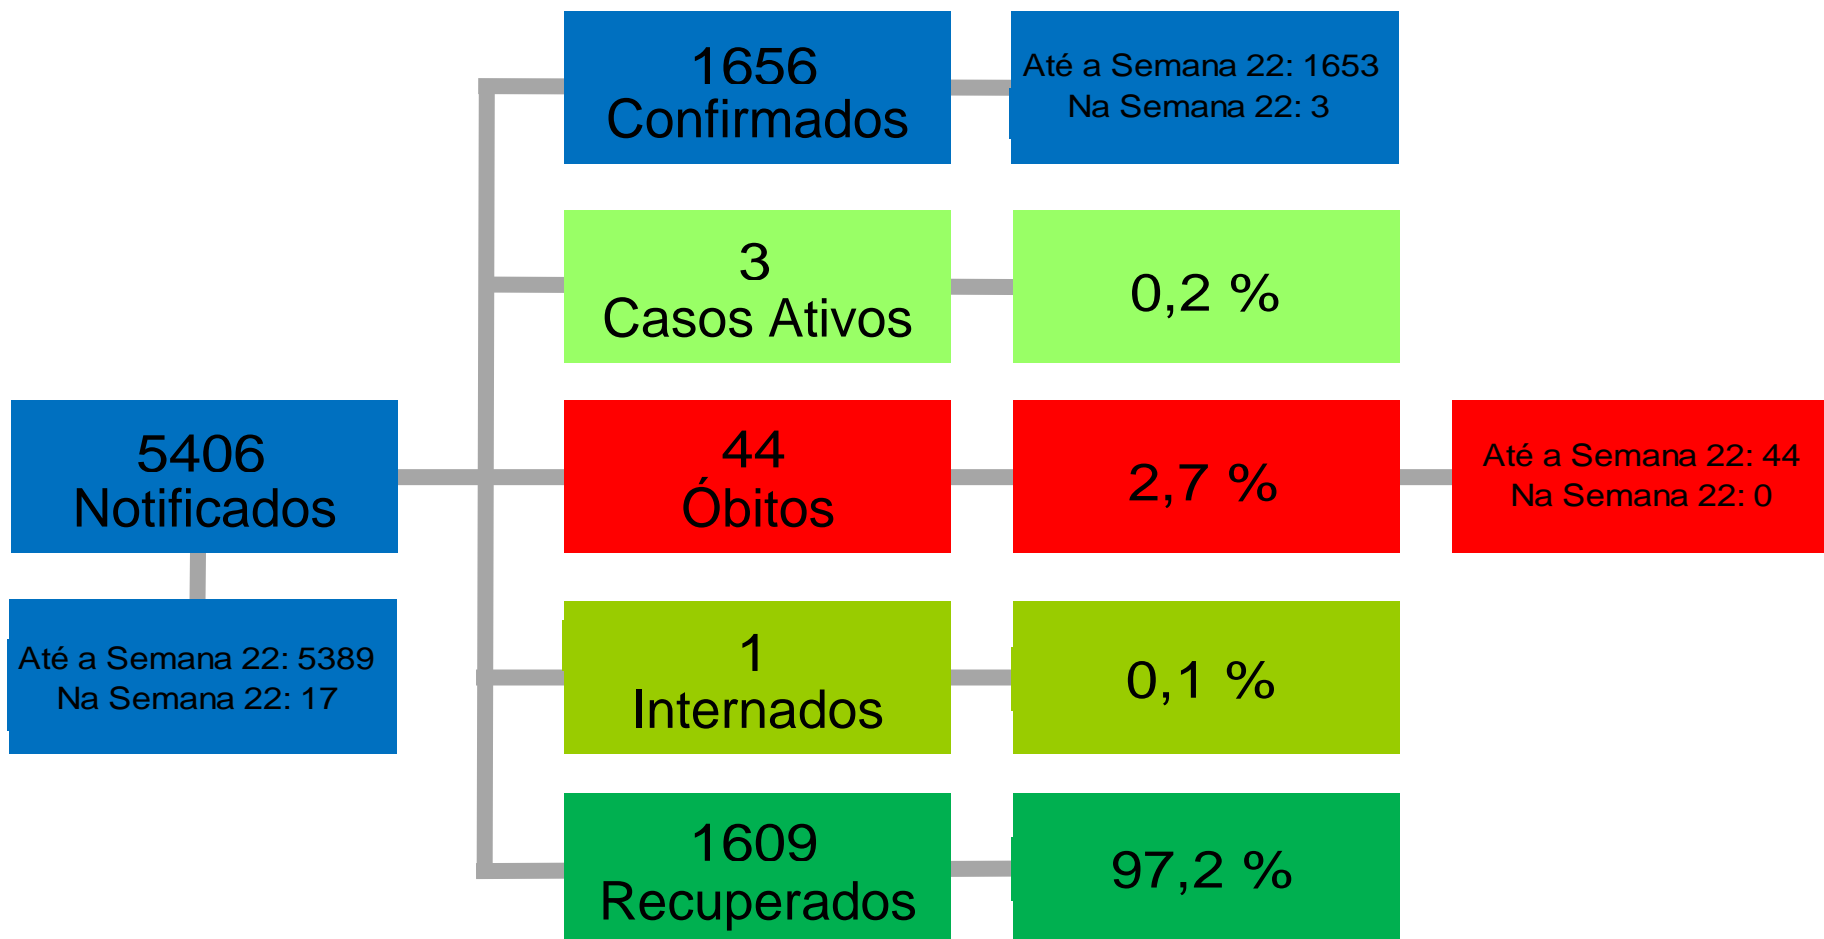 1656
Confirmados
Até a Semana 22: 1653
Na Semana 22: 3
3
Casos Ativos
0,2 %
5406
Notificados
44
Óbitos
2,7 %
Até a Semana 22: 44
Na Semana 22: 0
Até a Semana 22: 5389
Na Semana 22: 17
1
Internados
0,1 %
1609
Recuperados
97,2 %